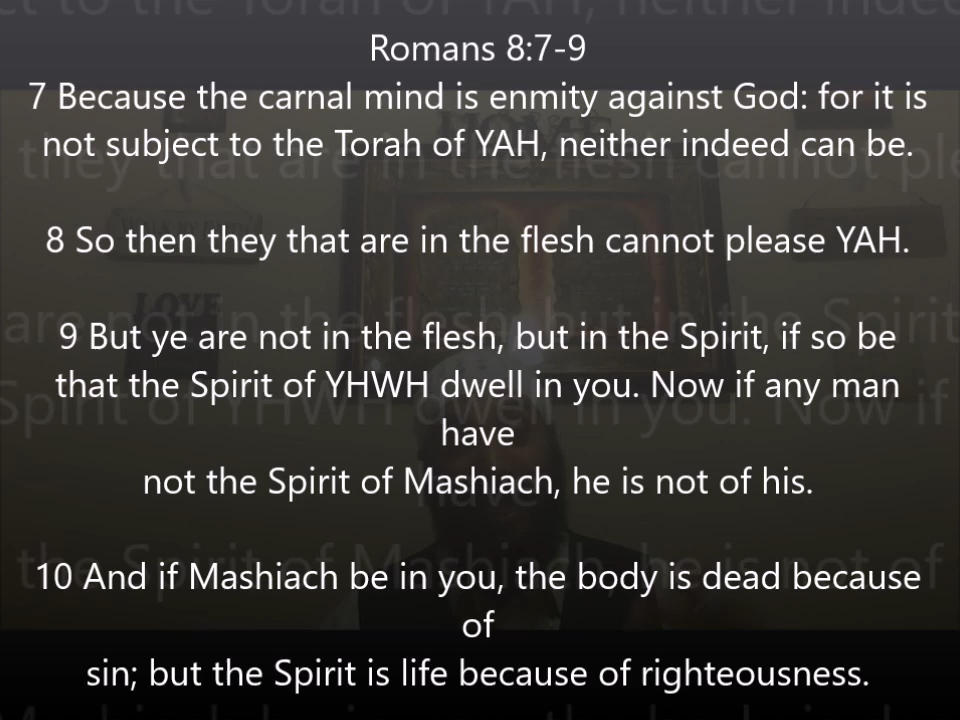 Romans 8:7-9
7 Because the carnal mind is enmity against God: for it is
not subject to the Torah of YAH, neither indeed can be.
8 So then they that are in the flesh cannot please YAH.
9 But ye are not in the flesh, but in the Spirit, if so be
that the Spirit of YHWH dwell in you. Now if any man
have
not the Spirit of Mashiach, he is not of his.
10 And if Mashiach be in you, the body is dead because
of
sin; but the Spirit is life because of righteousness.
LOVE